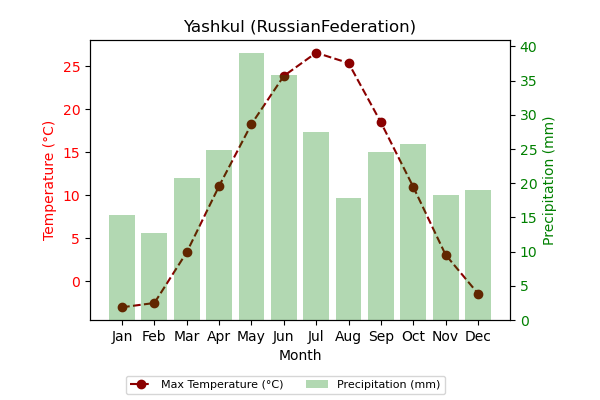 Yashkul (RussianFederation)
Temperature (°C)
25
20
15
10
5
0
40
35
30
25
20
15
10
5
0
Precipitation (mm)
Jan Feb Mar Apr May Jun Jul Aug Sep Oct Nov Dec
Month
Max Temperature (°C) Precipitation (mm)